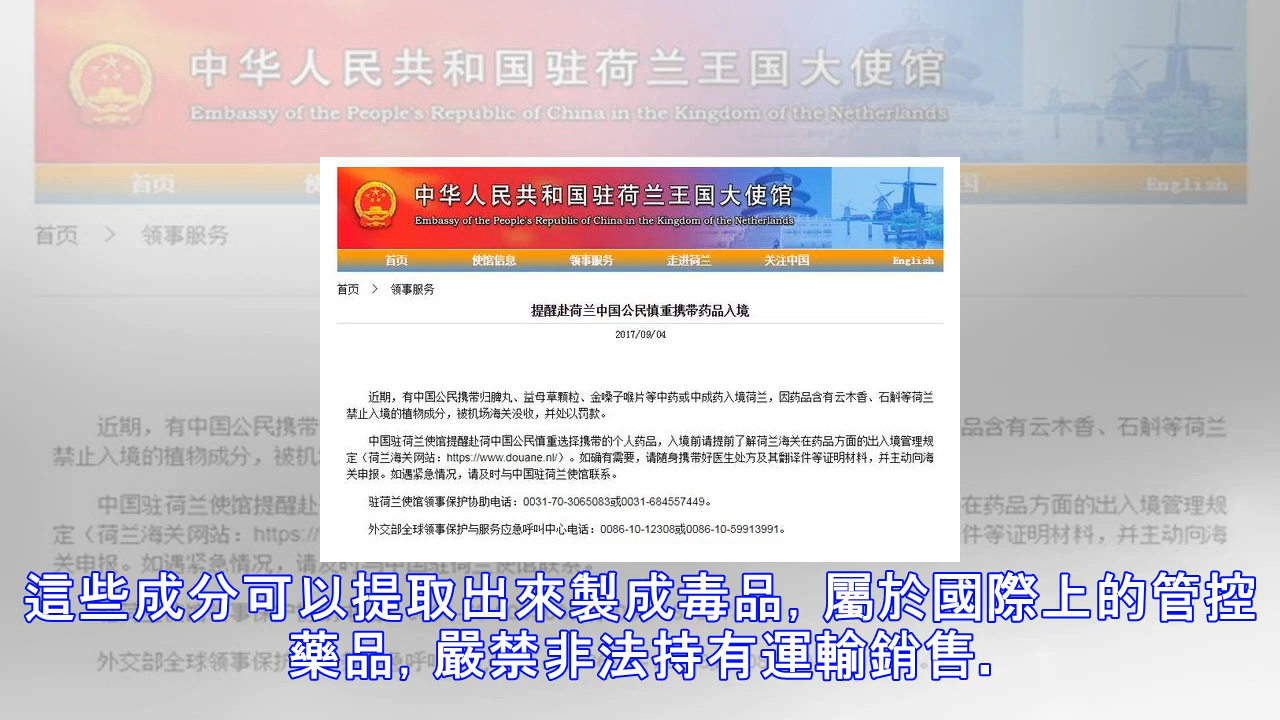 中华人民共和国驻荷兰王国大使馆
Embassy of the People's Republic of China in the Kingdom of the Netherlands
首页 使馆信息 领事服务 走进荷兰 关注中国 English
首页 > 领事服务
提醒赴荷兰中国公民慎重携带药品入境
2017/09/04
近期，有中国公民携带归脾丸、益母草颗粒、金嗓子喉片等中药或中成药入境荷兰，因药品含有云木香、石斛等荷兰
禁止入境的植物成分，被机场海关没收，并处以罚款。
中国驻荷兰使馆提醒赴荷中国公民慎重选择携带的个人药品，入境前请提前了解荷兰海关在药品方面的出入境管理规
定（荷兰海关网站：https://www.douane.nl/）。如确有需要，请随身携带好医生处方及其翻译件等证明材料，并主动向海
关申报。如遇紧急情况，请及时与中国驻荷兰使馆联系。
驻荷兰使馆领事保护协助电话：0031-70-3065083或0031-684557449。
外交部全球领事保护与服务应急呼叫中心电话：0086-10-12308或0086-10-59913991。
這些成分可以提取出來製成毒品, 屬於國際上的管控
藥品, 嚴禁非法持有運輸銷售.